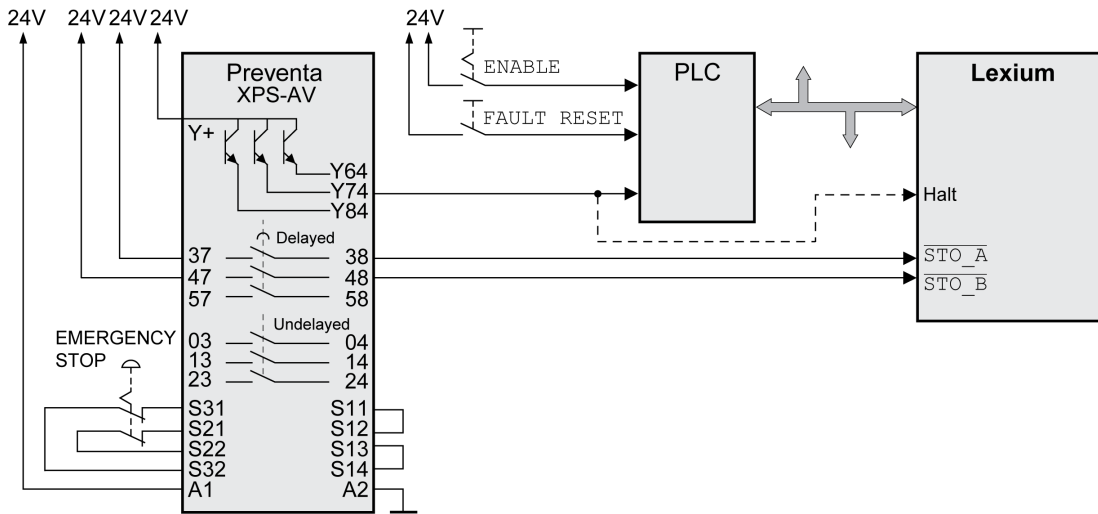 24V 24V 24V 24V 24V
Preventa
XPS-AV
PLC
Lexium
ENABLE
FAULT RESET
Y+
Y64
Y74
Y84
Halt
Delayed
37 38
47 48
57 58
STO_A
STO_B
Undelayed
03 04
13 14
23 24
EMERGENCY
STOP
S31 S11
S21 S12
S22 S13
S32 S14
A1 A2